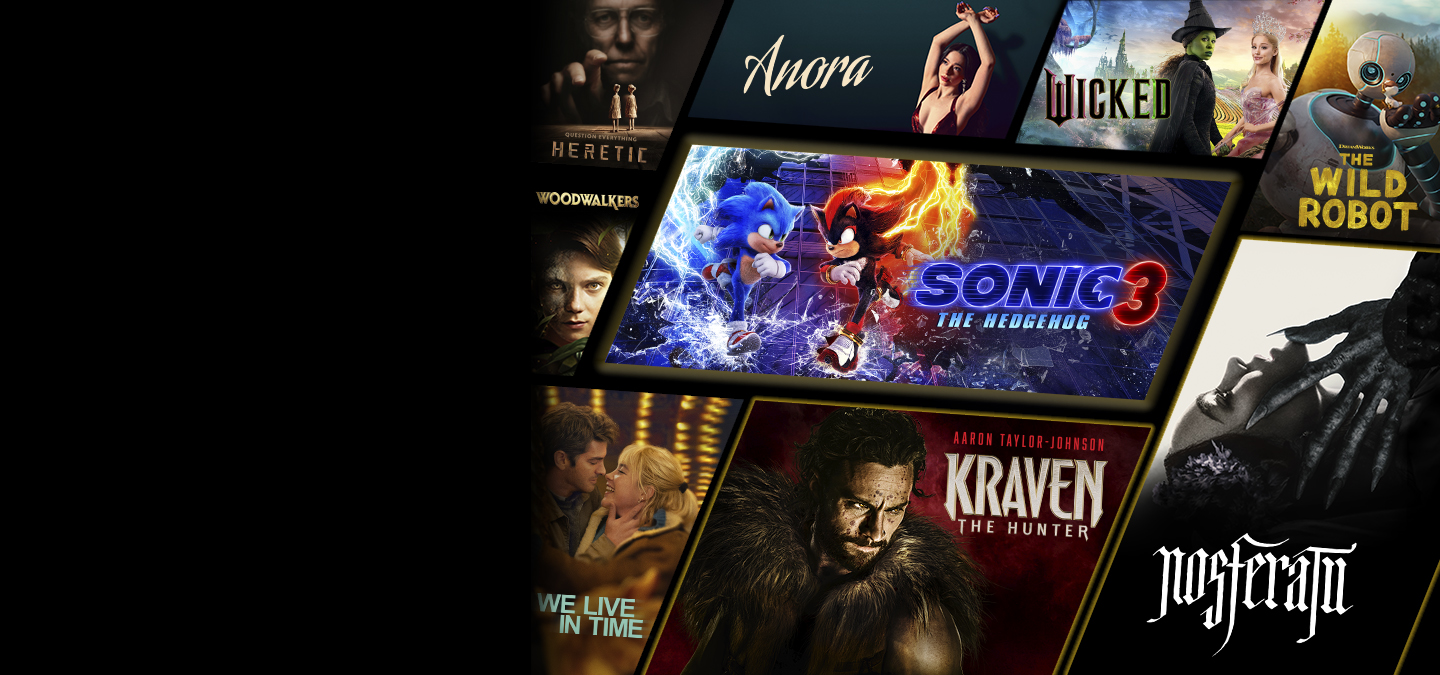 QUESTION EVERYTHING
HERETIC
Anora
WICKED
DREAMWORKS
THE
WILD
ROBOT
WOODWALKERS
SONIC 3
THE HEDGEHOG
WE LIVE
IN TIME
AARON TAYLOR-JOHNSON
KRAVEN
THE HUNTER
nosferatu